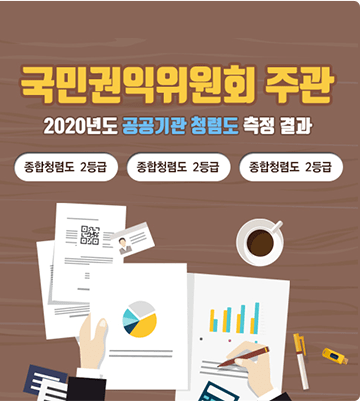 국민권익위원회 주관
2020년도 공공기관 청렴도 측정 결과
종합청렴도 2등급 종합청렴도 2등급 종합청렴도 2등급